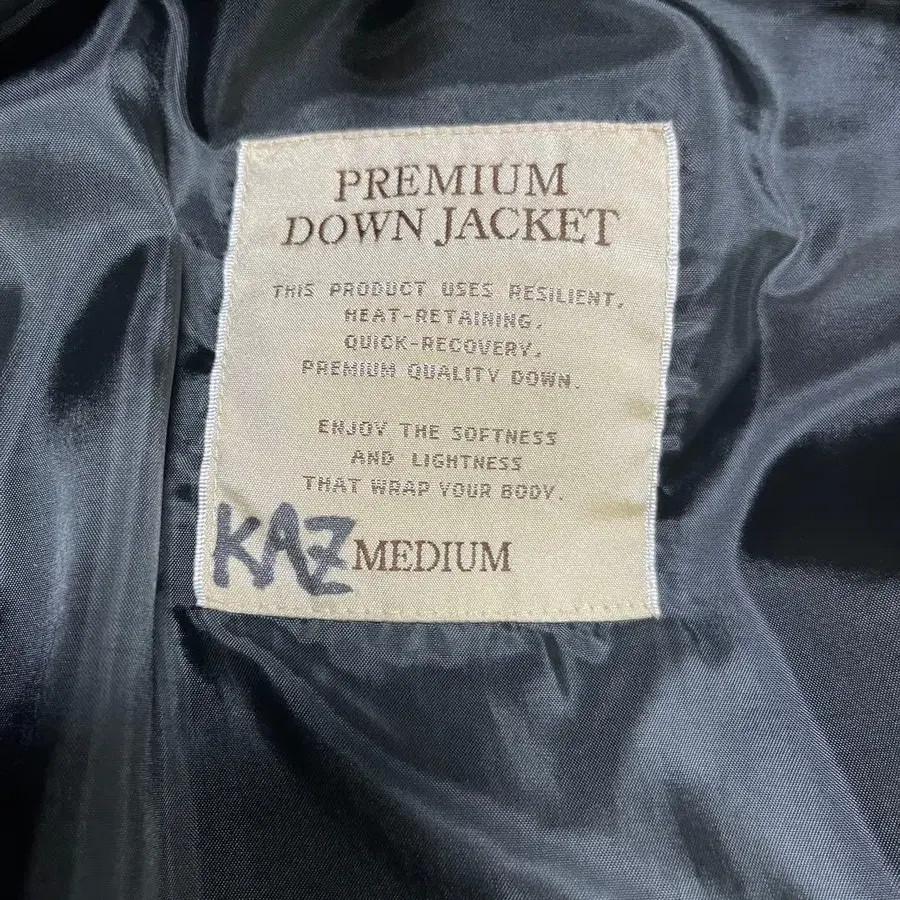 PREMIUM
DOWN JACKET
THIS PRODUCT USES RESILIENT,
HEAT-RETAINING,
QUICK-RECOVERY,
PREMIUM QUALITY DOWN.
ENJOY THE SOFTNESS
AND LIGHTNESS
THAT WRAP YOUR BODY.
KAZ MEDIUM